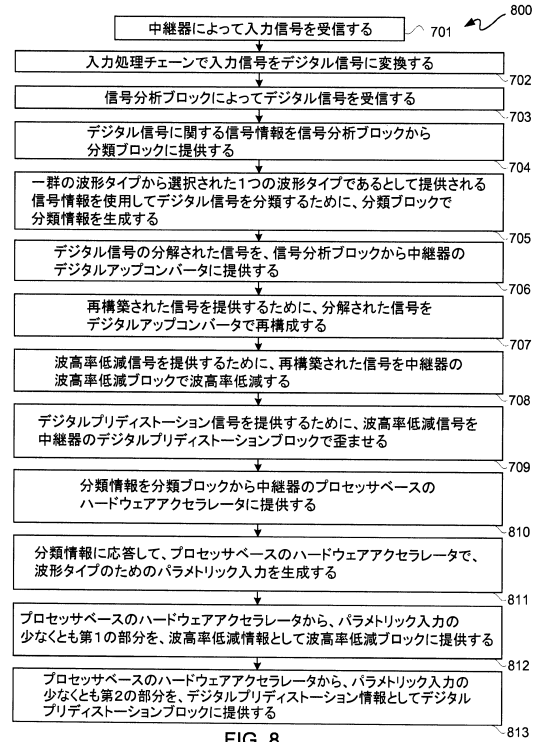 800
中継器によって入力信号を受信する
701
入力処理チェーンで入力信号をデジタル信号に変換する
702
信号分析ブロックによってデジタル信号を受信する
703
デジタル信号に関する信号情報を信号分析ブロックから
分類ブロックに提供する
704
一群の波形タイプから選択された1つの波形タイプであるとして提供される
信号情報を使用してデジタル信号を分類するために、分類ブロックで
分類情報を生成する
705
デジタル信号の分解された信号を、信号分析ブロックから中継器の
デジタルアップコンバータに提供する
706
再構築された信号を提供するために、分解された信号を
デジタルアップコンバータで再構成する
707
波高率低減信号を提供するために、再構築された信号を中継器の
波高率低減ブロックで波高率低減する
708
デジタルプリディストーション信号を提供するために、波高率低減信号を
中継器のデジタルプリディストーションブロックで歪ませる
709
分類情報を分類ブロックから中継器のプロセッサベースの
ハードウェアアクセラレータに提供する
810
分類情報に応答して、プロセッサベースのハードウェアアクセラレータで、
波形タイプのためのパラメトリック入力を生成する
811
プロセッサベースのハードウェアアクセラレータから、パラメトリック入力の
少なくとも第1の部分を、波高率低減情報として波高率低減ブロックに提供する
812
プロセッサベースのハードウェアアクセラレータから、パラメトリック入力の
少なくとも第2の部分を、デジタルプリディストーション情報としてデジタル
プリディストーションブロックに提供する
813
FIG. 8